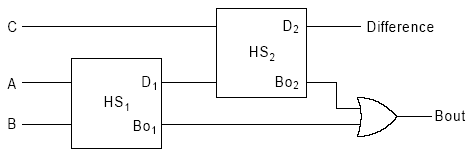 C
D₂
Difference
HS₂
A
D₁
Bo₂
HS₁
B
Bo₁
Bout